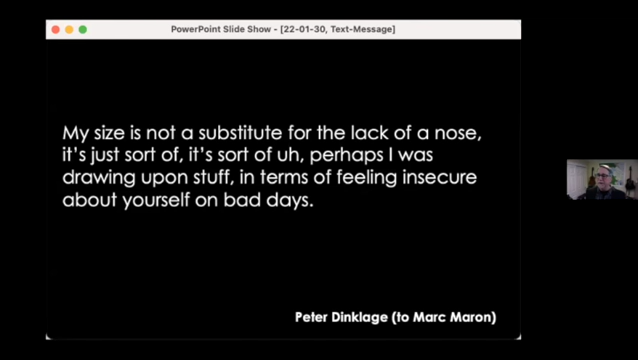 PowerPoint Slide Show - [22-01-30, Text-Message]
My size is not a substitute for the lack of a nose,
it's just sort of, it's sort of uh, perhaps I was
drawing upon stuff, in terms of feeling insecure
about yourself on bad days.
Peter Dinklage (to Marc Maron)